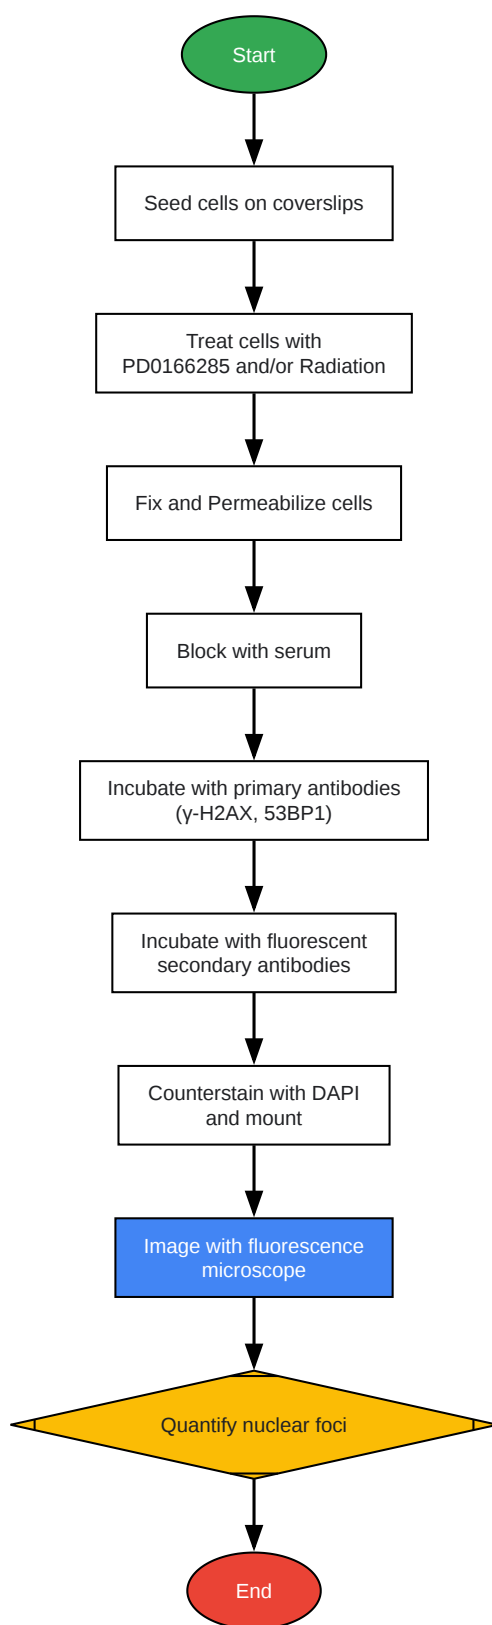 Start
Seed cells on coverslips
Treat cells with
PD0166285 and/or Radiation
Fix and Permeabilize cells
Block with serum
Incubate with primary antibodies
(γ-H2AX, 53BP1)
Incubate with fluorescent
secondary antibodies
Counterstain with DAPI
and mount
Image with fluorescence
microscope
Quantify nuclear foci
End